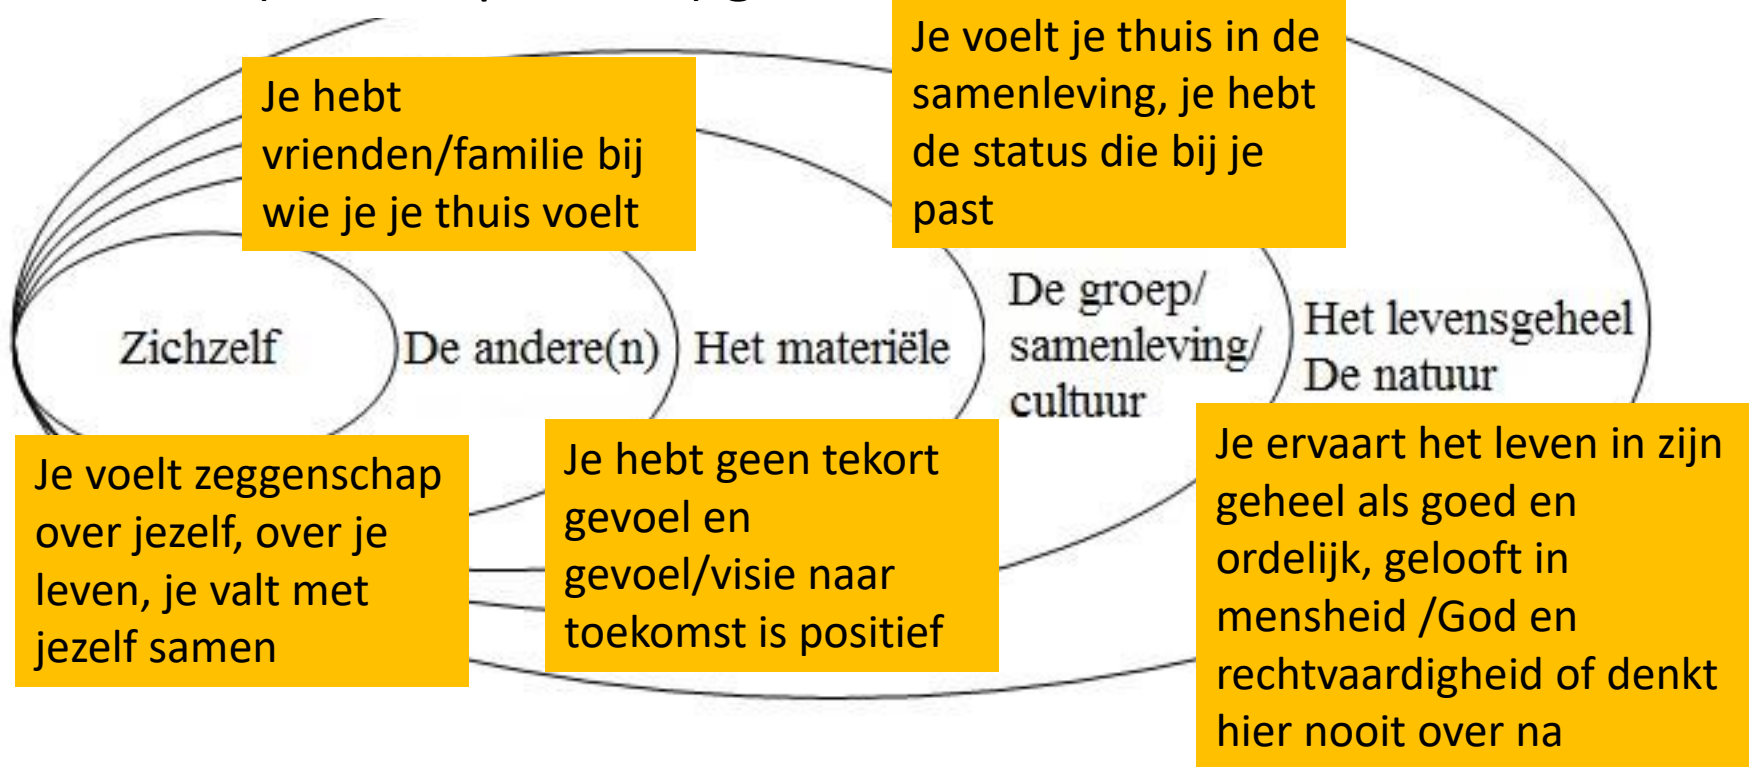 Je voelt je thuis in de
samenleving, je hebt
de status die bij je
past
Je hebt
vrienden/familie bij
wie je je thuis voelt
Zichzelf
De andere(n)
Het materiële
De groep/
samenleving/
cultuur
Het levensgeheel
De natuur
Je voelt zeggenschap
over jezelf, over je
leven, je valt met
jezelf samen
Je hebt geen tekort
gevoel en
gevoel/visie naar
toekomst is positief
Je ervaart het leven in zijn
geheel als goed en
ordelijk, gelooft in
mensheid /God en
rechtvaardigheid of denkt
hier nooit over na